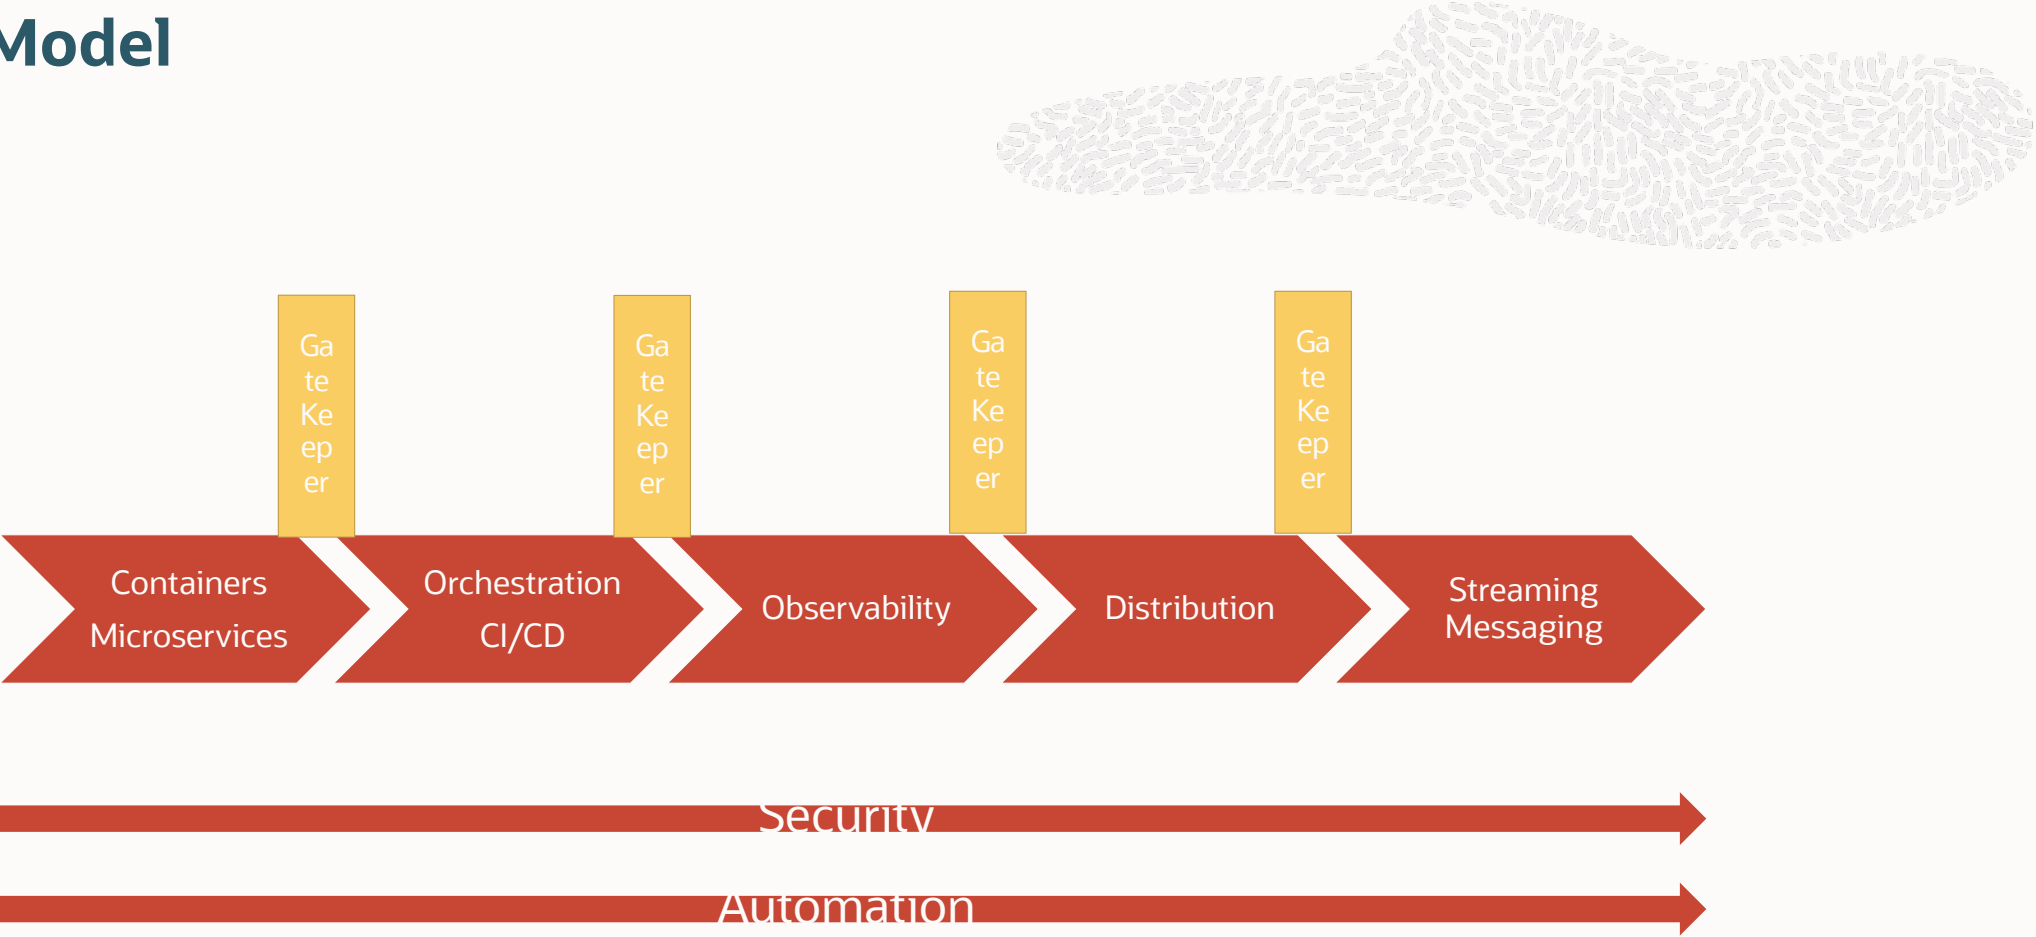 Model
Ga
te
Ke
ep
er
Ga
te
Ke
ep
er
Ga
te
Ke
ep
er
Ga
te
Ke
ep
er
Containers
Microservices
Orchestration
CI/CD
Observability
Distribution
Streaming
Messaging
Security
Automation